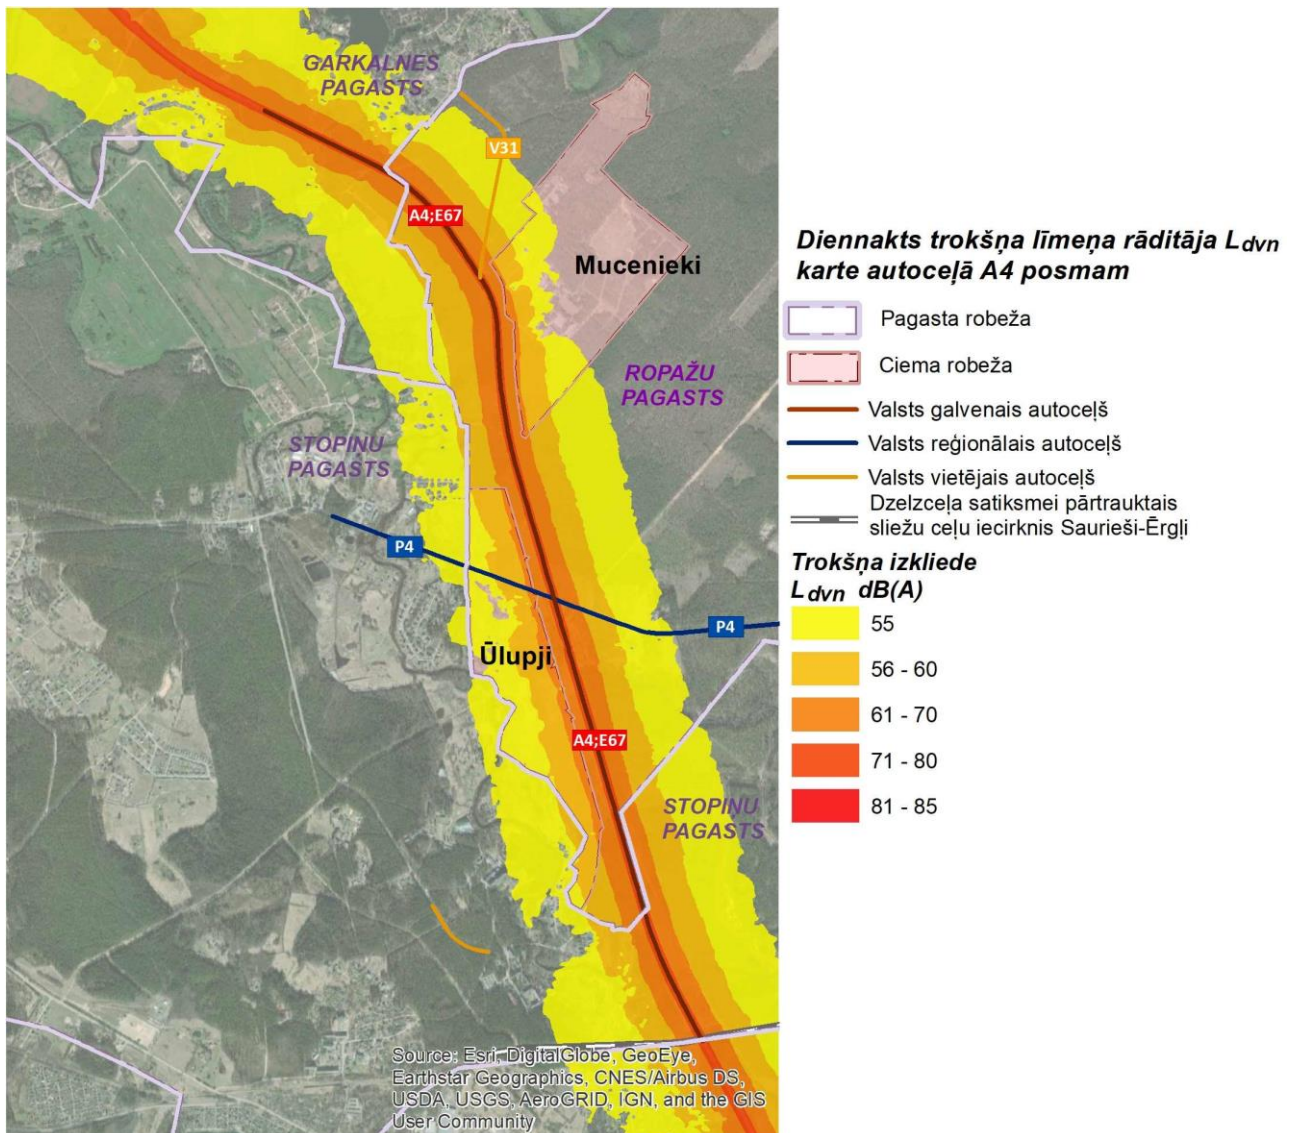 GARKALNES
PAGASTS
V31
A4;E67
Mucenieki
ROPAŽU
PAGASTS
STOPIŅU
PAGASTS
P4
P4
Ūlupji
A4;E67
STOPIŅU
PAGASTS
Source: Esri, DigitalGlobe, GeoEye,
Earthstar Geographics, CNES/Airbus DS,
USDA, USGS, AeroGRID, IGN, and the GIS
User Community
Diennakts trokšņa līmeņa rādītāja Ldvn
karte autoceļā A4 posmam
Pagasta robeža
Ciema robeža
Valsts galvenais autoceļš
Valsts reģionālais autoceļš
Valsts vietējais autoceļš
Dzelzceļa satiksmei pārtrauktais
sliežu ceļu iecirknis Saurieši-Ērgļi
Trokšņa izkliede
Ldvn dB(A)
55
56 - 60
61 - 70
71 - 80
81 - 85